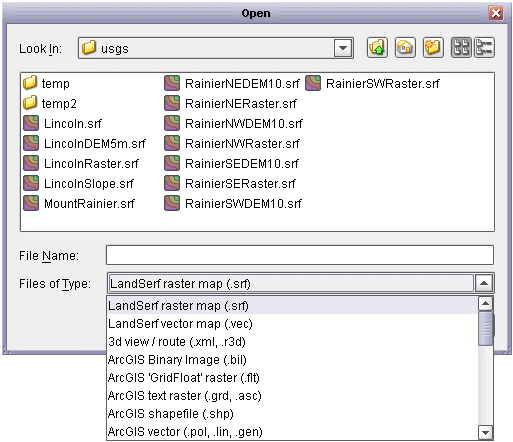 Open
Look In: usgs
temp RainierNEDEM10.srf RainierSWRaster.srf
temp2 RainierNERaster.srf
Lincoln.srf RainierNWDEM10.srf
LincolnDEM5m.srf RainierNWRaster.srf
LincolnRaster.srf RainierSEDEM10.srf
LincolnSlope.srf RainierSERaster.srf
MountRainier.srf RainierSWDEM10.srf
File Name:
Files of Type: LandSerf raster map (.srf)
LandSerf raster map (.srf)
LandSerf vector map (.vec)
3d view / route (.xml, .r3d)
ArcGIS Binary Image (.bil)
ArcGIS 'GridFloat' raster (.flt)
ArcGIS text raster (.grd, .asc)
ArcGIS shapefile (.shp)
ArcGIS vector (.pol, .lin, .gen)